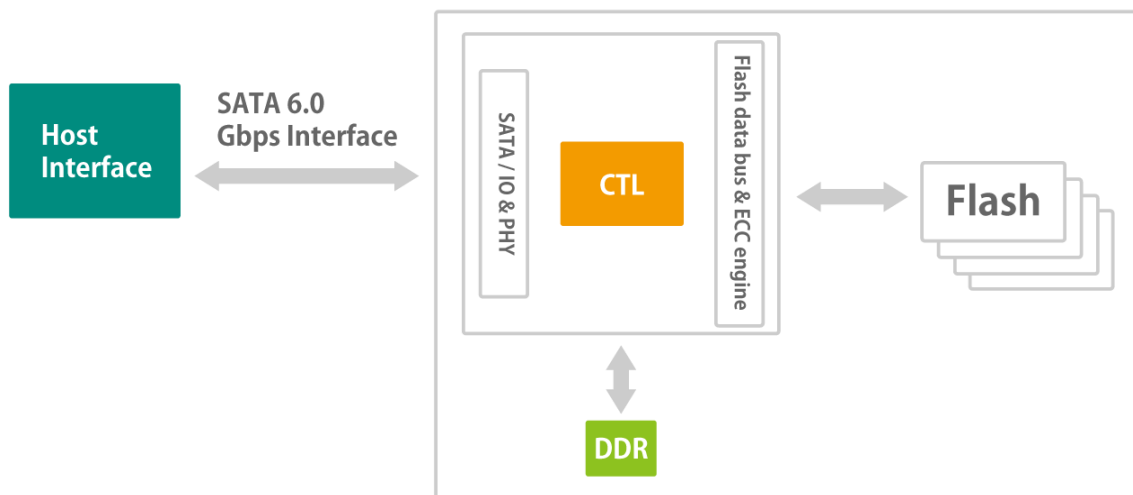 Host
Interface
SATA 6.0
Gbps Interface
SATA / IO & PHY
CTL
Flash data bus & ECC engine
Flash
DDR